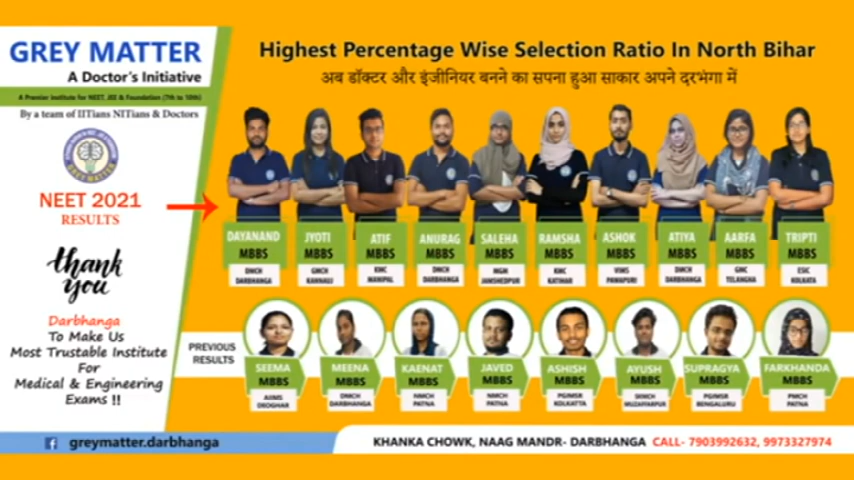 GREY MATTER
A Doctor's Initiative
A Premier Institute for NEET, JEE & Foundation (7th to 10th)
By a team of IITians NITians & Doctors
GREY MATTER
NEET 2021
RESULTS
thank
you
Darbhanga
To Make Us
Most Trustable Institute
For
Medical & Engineering
Exams !!
Highest Percentage Wise Selection Ratio In North Bihar
अब डॉक्टर और इंजीनियर बनने का सपना हुआ साकार अपने दरभंगा में
DAYANAND
MBBS
DMCH
DARBHANGA
JYOTI
MBBS
GMCH
KANNAUJ
ATIF
MBBS
KMC
MANIPAL
ANURAG
MBBS
DMCH
DARBHANGA
SALEHA
MBBS
MGM
JAMSHEDPUR
RAMSHA
MBBS
KMC
KATIHAR
ASHOK
MBBS
VIMS
PAWAPURI
ATIYA
MBBS
DMCH
DARBHANGA
AARFA
MBBS
GMC
TELANGHA
TRIPTI
MBBS
ESIC
KOLKATA
PREVIOUS
RESULTS
SEEMA
MBBS
AIIMS
DEOGHAR
MEENA
MBBS
DMCH
DARBHANGA
KAENAT
MBBS
NMCH
PATNA
JAVED
MBBS
NMCH
PATNA
ASHISH
MBBS
PGIMSR
KOLKATTA
AYUSH
MBBS
SKMCH
MUZAFFARPUR
SUPRAGYA
MBBS
PGIMSR
BENGALURU
FARKHANDA
MBBS
PMCH
PATNA
f greymatter.darbhanga
KHANKA CHOWK, NAAG MANDR- DARBHANGA CALL- 7903992632, 9973327974